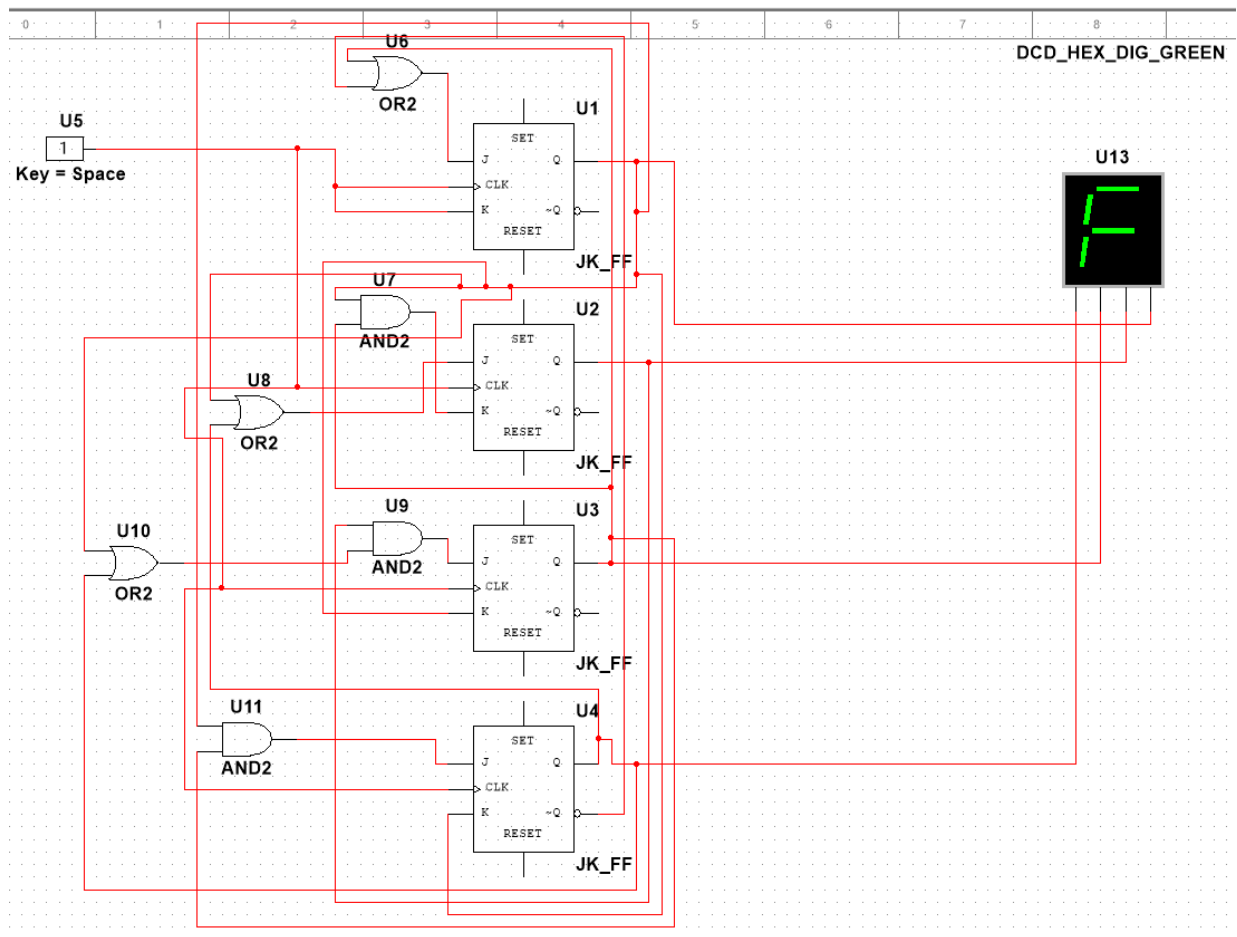 0 1 2 3 4 5 6 7 8
DCD_HEX_DIG_GREEN
U6
OR2
U5
1
Key = Space
U1
SET
J Q
CLK
K ~Q
RESET
JK_FF
U13
F
U7
AND2
U2
SET
J Q
CLK
K ~Q
RESET
JK_FF
U8
OR2
U9
AND2
U3
SET
J Q
CLK
K ~Q
RESET
JK_FF
U10
OR2
U11
AND2
U4
SET
J Q
CLK
K ~Q
RESET
JK_FF